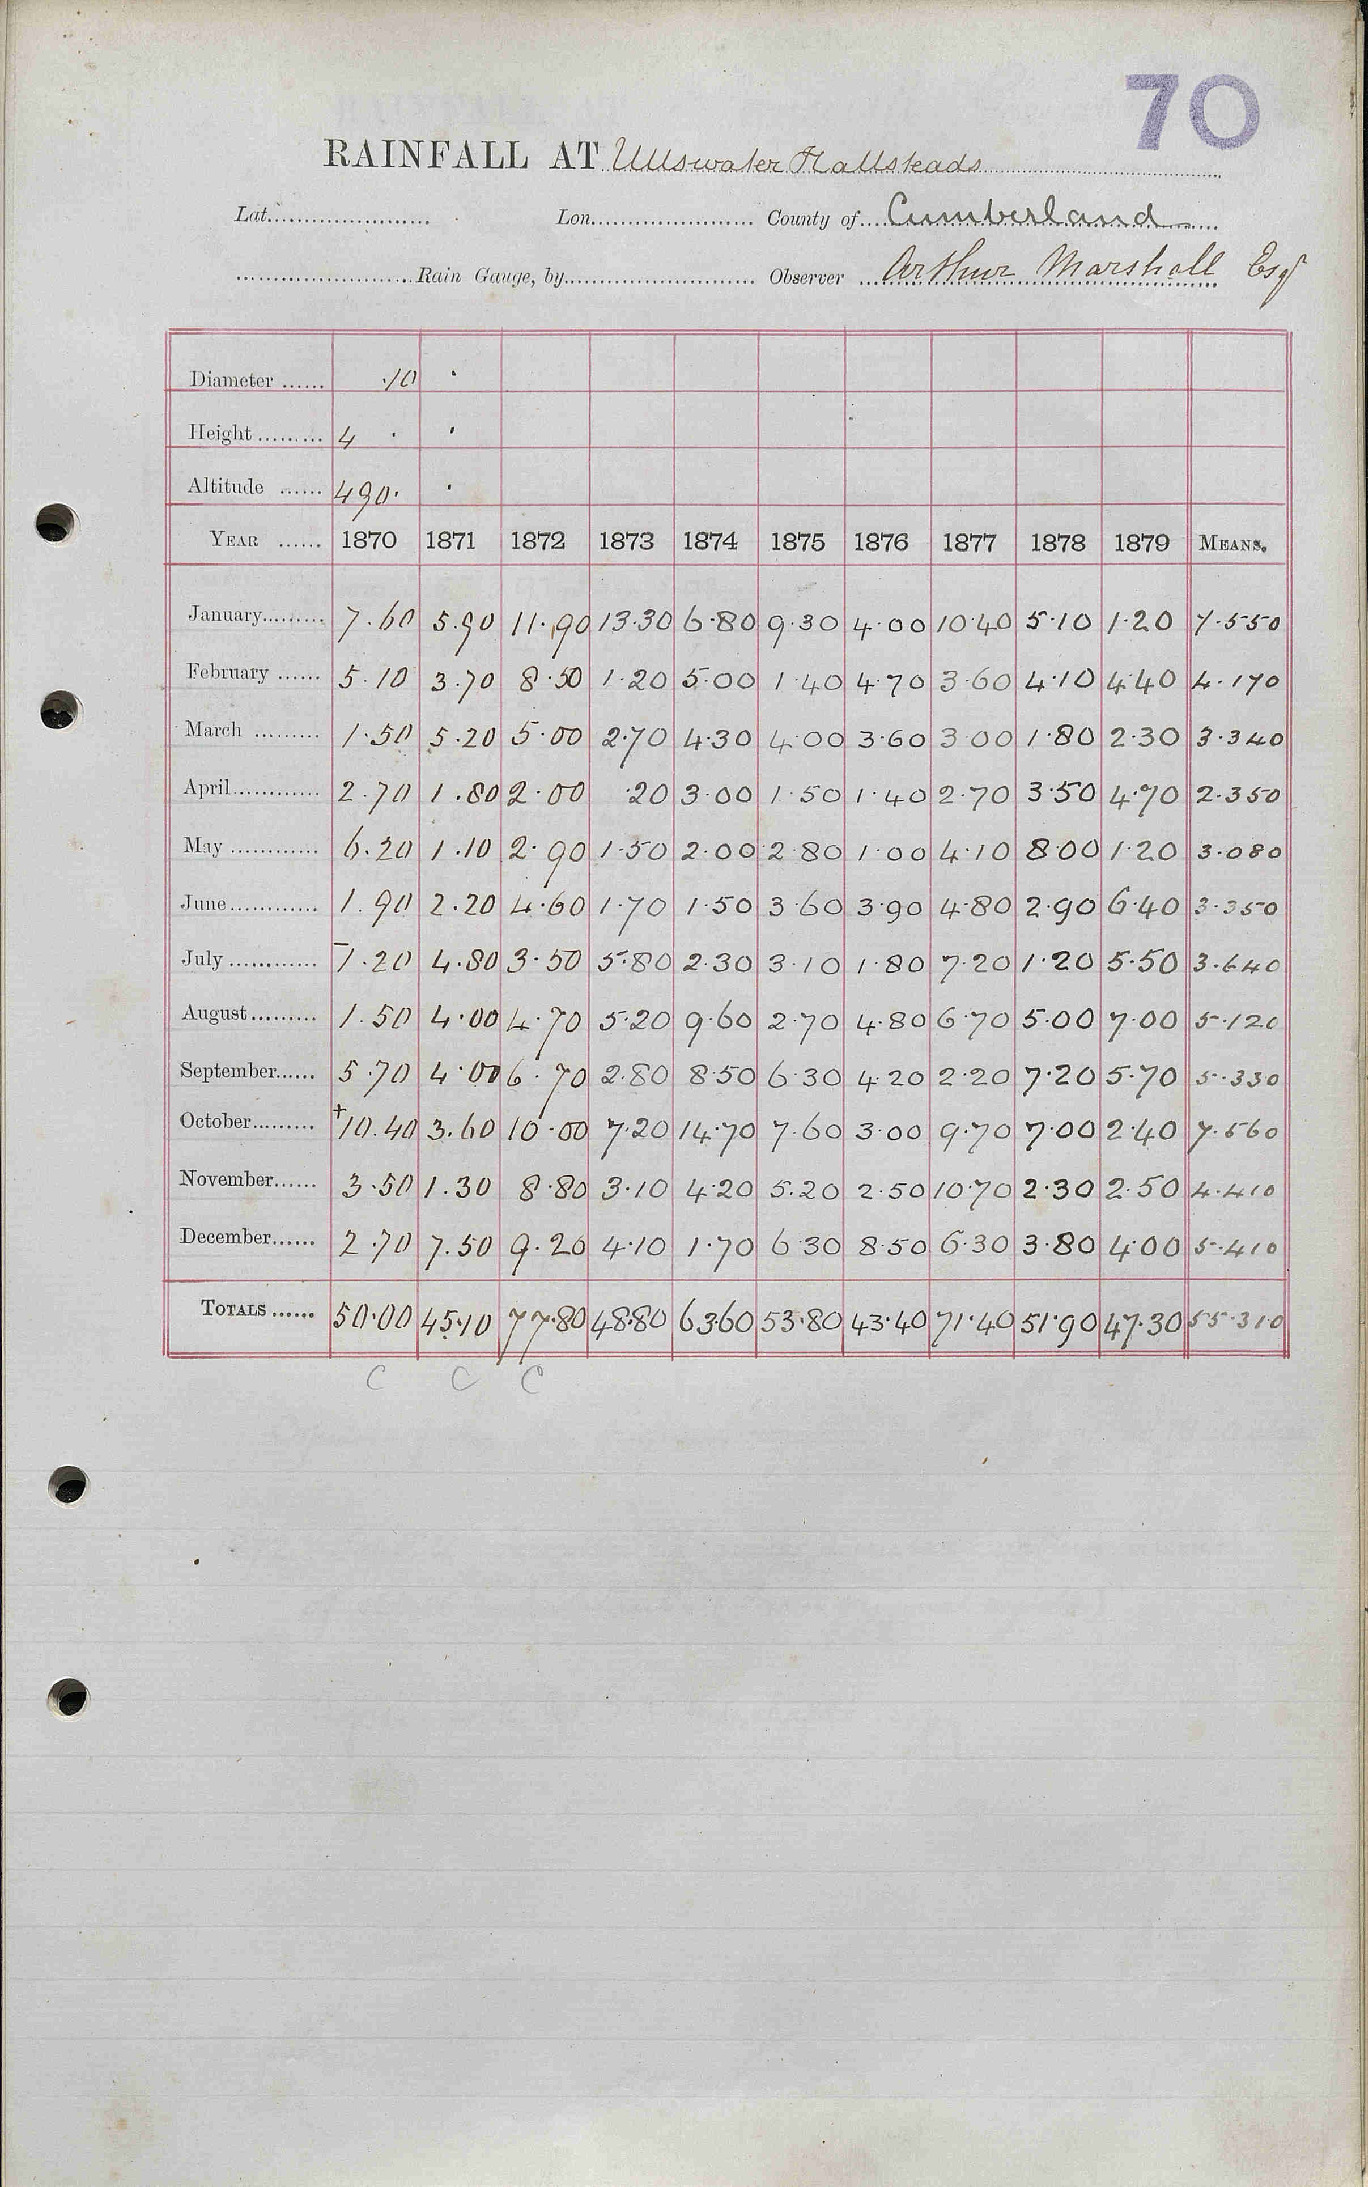 70
RAINFALL AT Ullswater Hallsteads
Lat. Lon. County of Cumberland
Rain Gauge, by Observer Arthur Marshall Esqr
Diameter ...... .10 .
Height ......... 4 . .
Altitude ...... 490. .
YEAR ...... 1870 1871 1872 1873 1874 1875 1876 1877 1878 1879 MEANS.
January......... 7.60 5.90 11.90 13.30 6.80 9.30 4.00 10.40 5.10 1.20 7.550
February ...... 5.10 3.70 8.50 1.20 5.00 1.40 4.70 3.60 4.10 4.40 4.170
March ......... 1.50 5.20 5.00 2.70 4.30 4.00 3.60 3.00 1.80 2.30 3.340
April............ 2.70 1.80 2.00 .20 3.00 1.50 1.40 2.70 3.50 4.70 2.350
May ............ 6.20 1.10 2.90 1.50 2.00 2.80 1.00 4.10 8.00 1.20 3.080
June............ 1.90 2.20 4.60 1.70 1.50 3.60 3.90 4.80 2.90 6.40 3.350
July ............ -1.20 4.80 3.50 5.80 2.30 3.10 1.80 7.20 1.20 5.50 3.640
August......... 1.50 4.00 4.70 5.20 9.60 2.70 4.80 6.70 5.00 7.00 5.120
September...... 5.70 4.00 6.70 2.80 8.50 6.30 4.20 2.20 7.20 5.70 5.330
October......... +10.40 3.60 10.00 7.20 14.70 7.60 3.00 9.70 7.00 2.40 7.560
November...... 3.50 1.30 8.80 3.10 4.20 5.20 2.50 10.70 2.30 2.50 4.410
December...... 2.70 7.50 9.20 4.10 1.70 6.30 8.50 6.30 3.80 4.00 5.410
TOTALS ...... 50.00 45.10 77.80 48.80 63.60 53.80 43.40 71.40 51.90 47.30 55.310
C C C